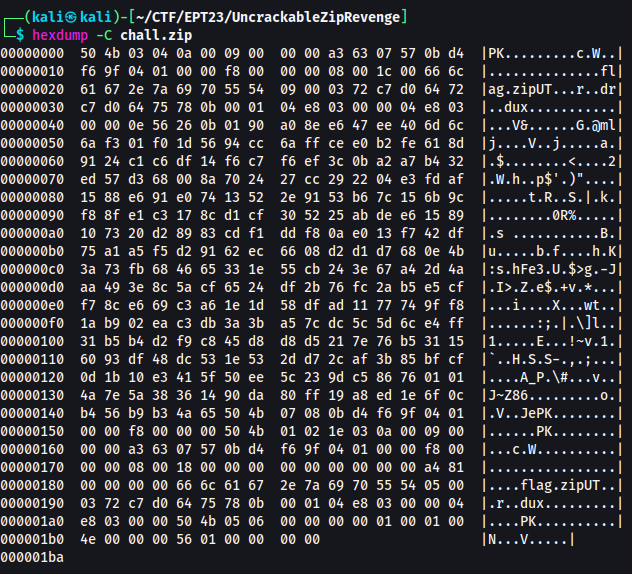 ┌──(kali㉿kali)-[~/CTF/EPT23/UncrackableZipRevenge]
└─$ hexdump -C chall.zip
00000000  50 4b 03 04 0a 00 09 00  00 00 a3 63 07 57 0b d4  |PK.........c.W..|
00000010  f6 9f 04 01 00 00 f8 00  00 00 08 00 1c 00 66 6c  |..............fl|
00000020  61 67 2e 7a 69 70 55 54  09 00 03 72 c7 d0 64 72  |ag.zipUT...r..dr|
00000030  c7 d0 64 75 78 0b 00 01  04 e8 03 00 00 04 e8 03  |..dux...........|
00000040  00 00 0e 56 26 0b 01 90  a0 8e e6 47 ee 40 6d 6c  |...V&......G.@ml|
00000050  6a f3 01 f0 1d 56 94 cc  6a ff ce e0 b2 fe 61 8d  |j....V..j.....a.|
00000060  91 24 c1 c6 df 14 f6 c7  f6 ef 3c 0b a2 a7 b4 32  |.$........<....2|
00000070  ed 57 d3 68 00 8a 70 24  27 cc 29 22 04 e3 fd af  |.W.h..p$'.)"....|
00000080  15 88 e6 91 e0 74 13 52  2e 91 53 b6 7c 15 6b 9c  |.....t.R..S.|.k.|
00000090  f8 8f e1 c3 17 8c d1 cf  30 52 25 ab de e6 15 89  |........0R%.....|
000000a0  10 73 20 d2 89 83 cd f1  dd f8 0a e0 13 f7 42 df  |.s ...........B.|
000000b0  75 a1 a5 f5 d2 91 62 ec  66 08 d2 d1 d7 68 0e 4b  |u.....b.f....h.K|
000000c0  3a 73 fb 68 46 65 33 1e  55 cb 24 3e 67 a4 2d 4a  |:s.hFe3.U.$>g.-J|
000000d0  aa 49 3e 8c 5a cf 65 24  df 2b 76 fc 2a b5 e5 cf  |.I>.Z.e$.+v.*...|
000000e0  f7 8c e6 69 c3 a6 1e 1d  58 df ad 11 77 74 9f f8  |...i....X...wt..|
000000f0  1a b9 02 ea c3 db 3a 3b  a5 7c dc 5c 5d 6c e4 ff  |......:;.|.\]l..|
00000100  31 b5 b4 d2 f9 c8 45 d8  d8 d5 21 7e 76 b5 31 15  |1.....E...!~v.1.|
00000110  60 93 df 48 dc 53 1e 53  2d d7 2c af 3b 85 bf cf  |`..H.S.S-.,.;...|
00000120  0d 1b 10 e3 41 5f 50 ee  5c 23 9d c5 86 76 01 01  |....A_P.\#...v..|
00000130  4a 7e 5a 38 36 14 90 da  80 ff 19 a8 ed 1e 6f 0c  |J~Z86.........o.|
00000140  b4 56 b9 b3 4a 65 50 4b  07 08 0b d4 f6 9f 04 01  |.V..JePK........|
00000150  00 00 f8 00 00 00 50 4b  01 02 1e 03 0a 00 09 00  |......PK........|
00000160  00 00 a3 63 07 57 0b d4  f6 9f 04 01 00 00 f8 00  |...c.W..........|
00000170  00 00 08 00 18 00 00 00  00 00 00 00 00 00 a4 81  |................|
00000180  00 00 00 00 66 6c 61 67  2e 7a 69 70 55 54 05 00  |....flag.zipUT..|
00000190  03 72 c7 d0 64 75 78 0b  00 01 04 e8 03 00 00 04  |.r..dux.........|
000001a0  e8 03 00 00 50 4b 05 06  00 00 00 00 01 00 01 00  |....PK..........|
000001b0  4e 00 00 00 56 01 00 00  00 00                    |N...V.....|
000001ba